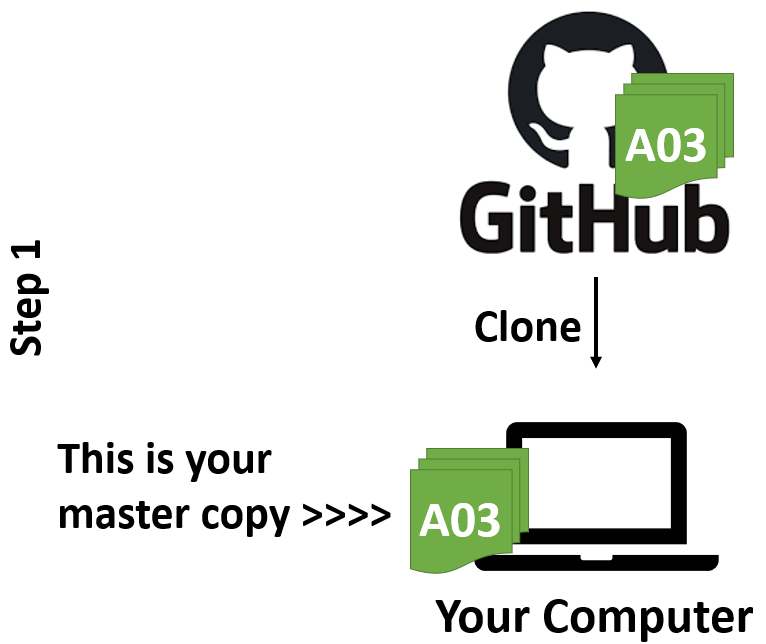 A03
GitHub
Step 1
Clone
This is your
master copy >>>>
A03
Your Computer